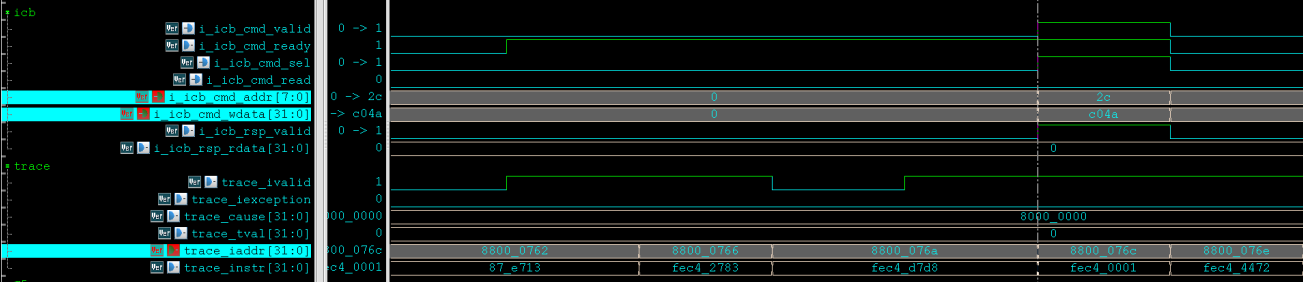 icb
i_icb_cmd_valid 0 -> 1
i_icb_cmd_ready 1
i_icb_cmd_sel 0 -> 1
i_icb_cmd_read 0
i_icb_cmd_addr[7:0] 0 -> 2c 0 2c
i_icb_cmd_wdata[31:0] -> c04a 0 c04a
i_icb_rsp_valid 0 -> 1
i_icb_rsp_rdata[31:0] 0 0
trace
trace_ivalid 1
trace_iexception 0
trace_cause[31:0] 000_0000 8000_0000
trace_tval[31:0] 0 0
trace_iaddr[31:0] 800_076c 8800_0762 8800_0766 8800_076a 8800_076c 8800_076e
trace_instr[31:0] fec4_0001 87_e713 fec4_2783 fec4_d7d8 fec4_0001 fec4_4472